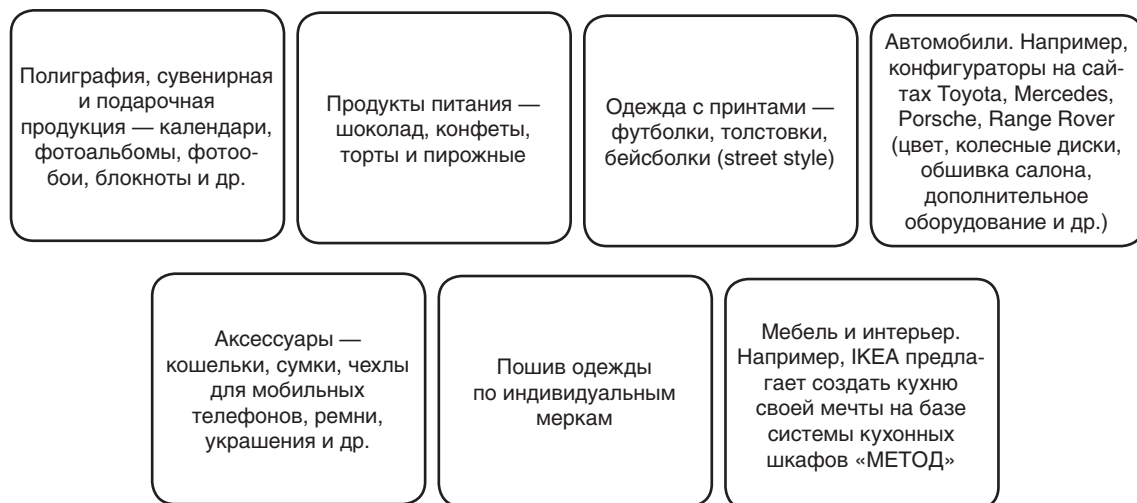 Полиграфия, сувенирная
и подарочная
продукция — календари,
фотоальбомы, фотоо-
бои, блокноты и др.
Продукты питания —
шоколад, конфеты,
торты и пирожные
Одежда с принтами —
футболки, толстовки,
бейсболки (street style)
Автомобили. Например,
конфигураторы на сай-
тах Toyota, Mercedes,
Porsche, Range Rover
(цвет, колесные диски,
обшивка салона,
дополнительное
оборудование и др.)
Аксессуары —
кошельки, сумки, чехлы
для мобильных
телефонов, ремни,
украшения и др.
Пошив одежды
по индивидуальным
меркам
Мебель и интерьер.
Например, IKEA предла-
гает создать кухню
своей мечты на базе
системы кухонных
шкафов «МЕТОД»